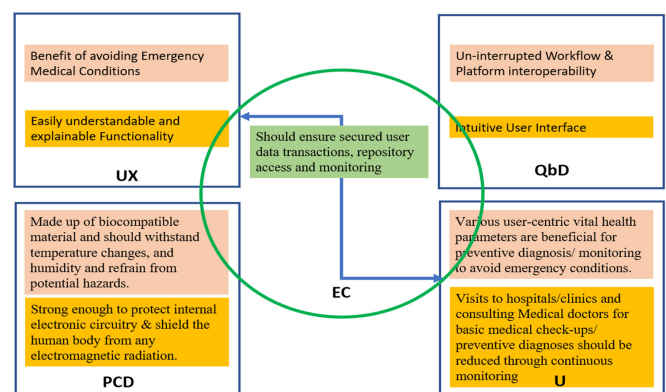 Benefit of avoiding Emergency
Medical Conditions
Easily understandable and
explainable Functionality
UX
Un-interrupted Workflow &
Platform interoperability
Intuitive User Interface
QbD
Should ensure secured user
data transactions, repository
access and monitoring
EC
Made up of biocompatible
material and should withstand
temperature changes, and
humidity and refrain from
potential hazards.
Strong enough to protect internal
electronic circuitry & shield the
human body from any
electromagnetic radiation.
PCD
Various user-centric vital health
parameters are beneficial for
preventive diagnosis/ monitoring
to avoid emergency conditions.
Visits to hospitals/clinics and
consulting Medical doctors for
basic medical check-ups/
preventive diagnoses should be
reduced through continuous
monitoring
U